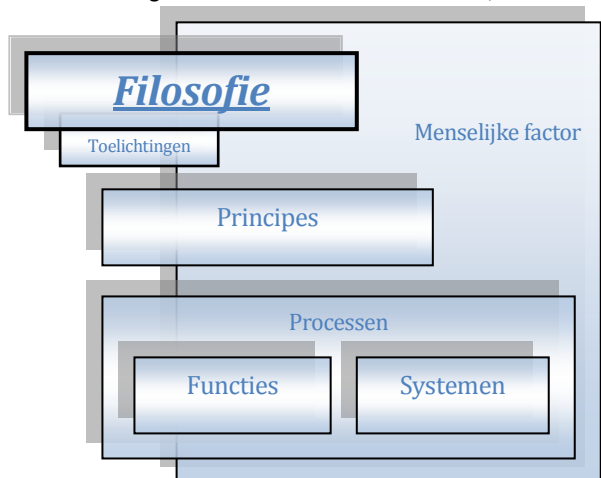 Filosofie
Toelichtingen
Menselijke factor
Principes
Processen
Functies
Systemen